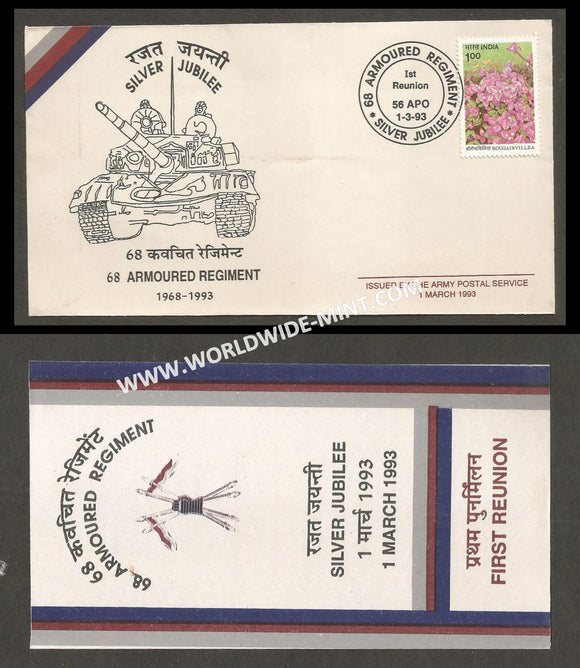 रजत जयन्ती
SILVER JUBILEE
68 कवचित रेजिमेन्ट
68 ARMOURED REGIMENT
1968-1993
* 68 ARMOURED REGIMENT *
SILVER JUBILEE
Ist
Reunion
56 APO
1-3-93
भारत INDIA
1.00
बोगनविलिया BOUGAINVILLEA
ISSUED BY THE ARMY POSTAL SERVICE
1 MARCH 1993
WWW.WORLDWIDE-MINT.COM
68 कवचित रेजिमेंट
68 ARMOURED REGIMENT
रजत जयन्ती
SILVER JUBILEE
1 मार्च 1993
1 MARCH 1993
प्रथम पुनर्मिलन
FIRST REUNION